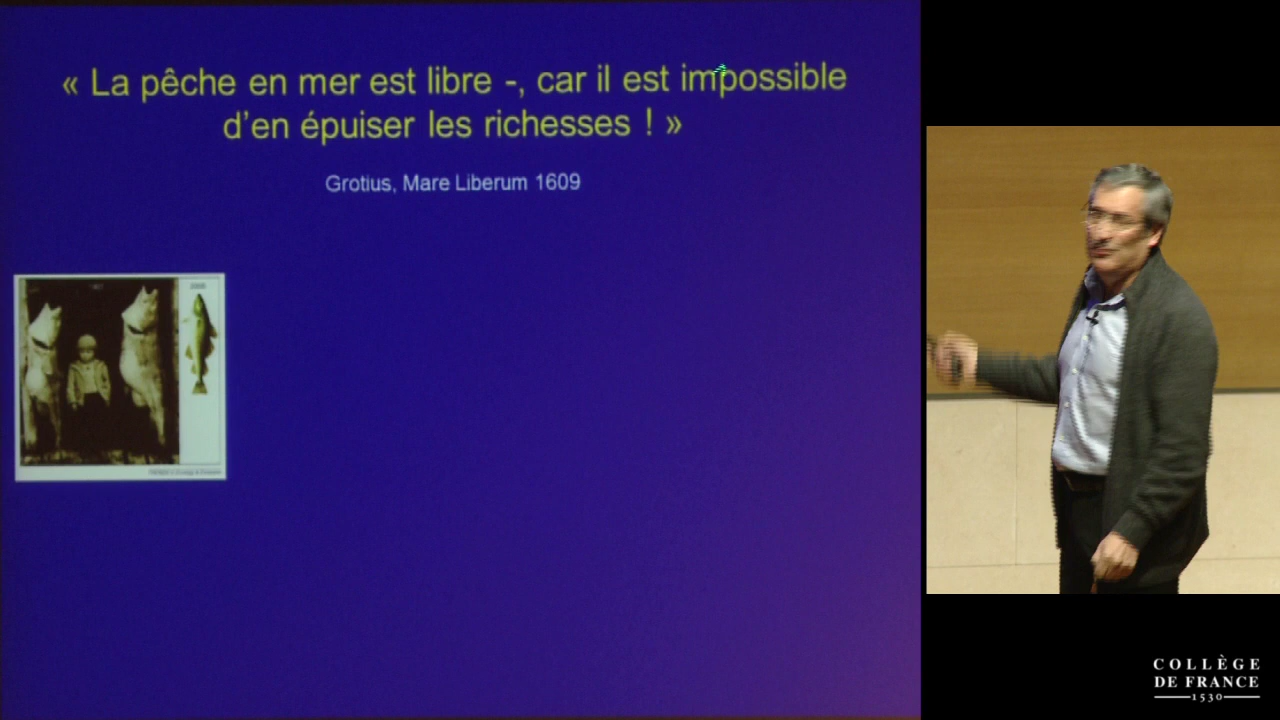 « La pêche en mer est libre -, car il est impossible
d'en épuiser les richesses ! »
Grotius, Mare Liberum 1609
COLLÈGE
DE FRANCE
1530